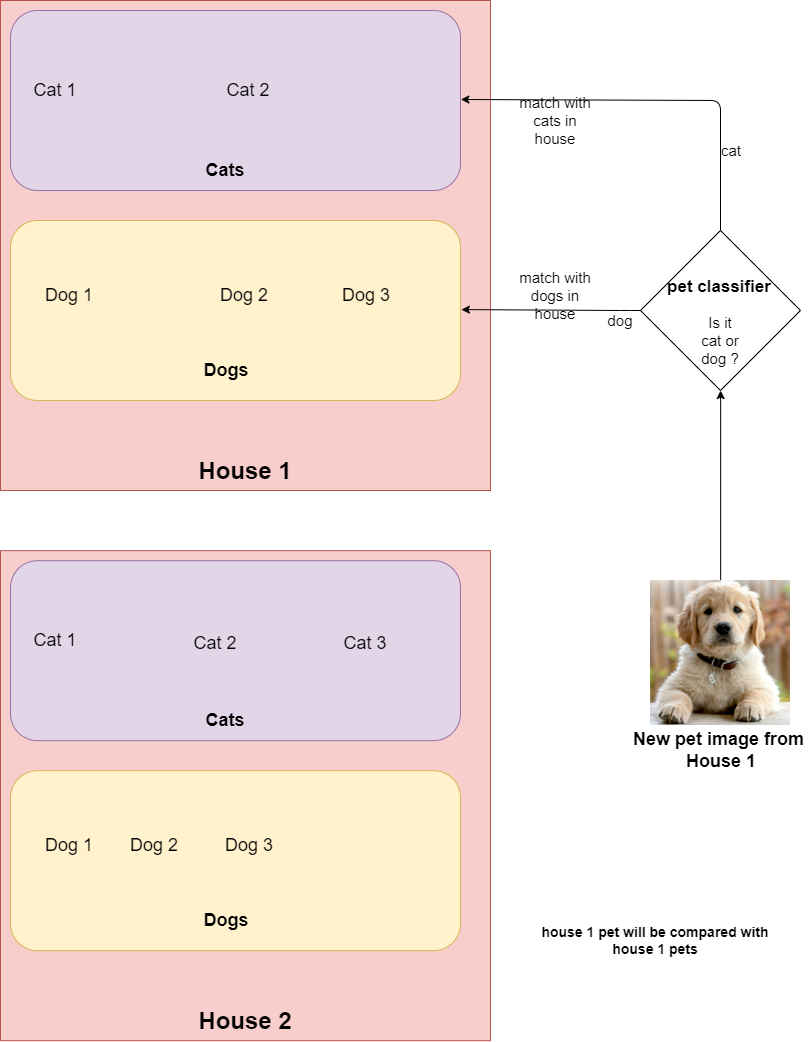 Cat 1
Cat 2
Cats
Dog 1
Dog 2
Dog 3
Dogs
House 1
match with
cats in
house
cat
match with
dogs in
house
dog
pet classifier
Is it
cat or
dog ?
Cat 1
Cat 2
Cat 3
Cats
Dog 1
Dog 2
Dog 3
Dogs
House 2
New pet image from
House 1
house 1 pet will be compared with
house 1 pets